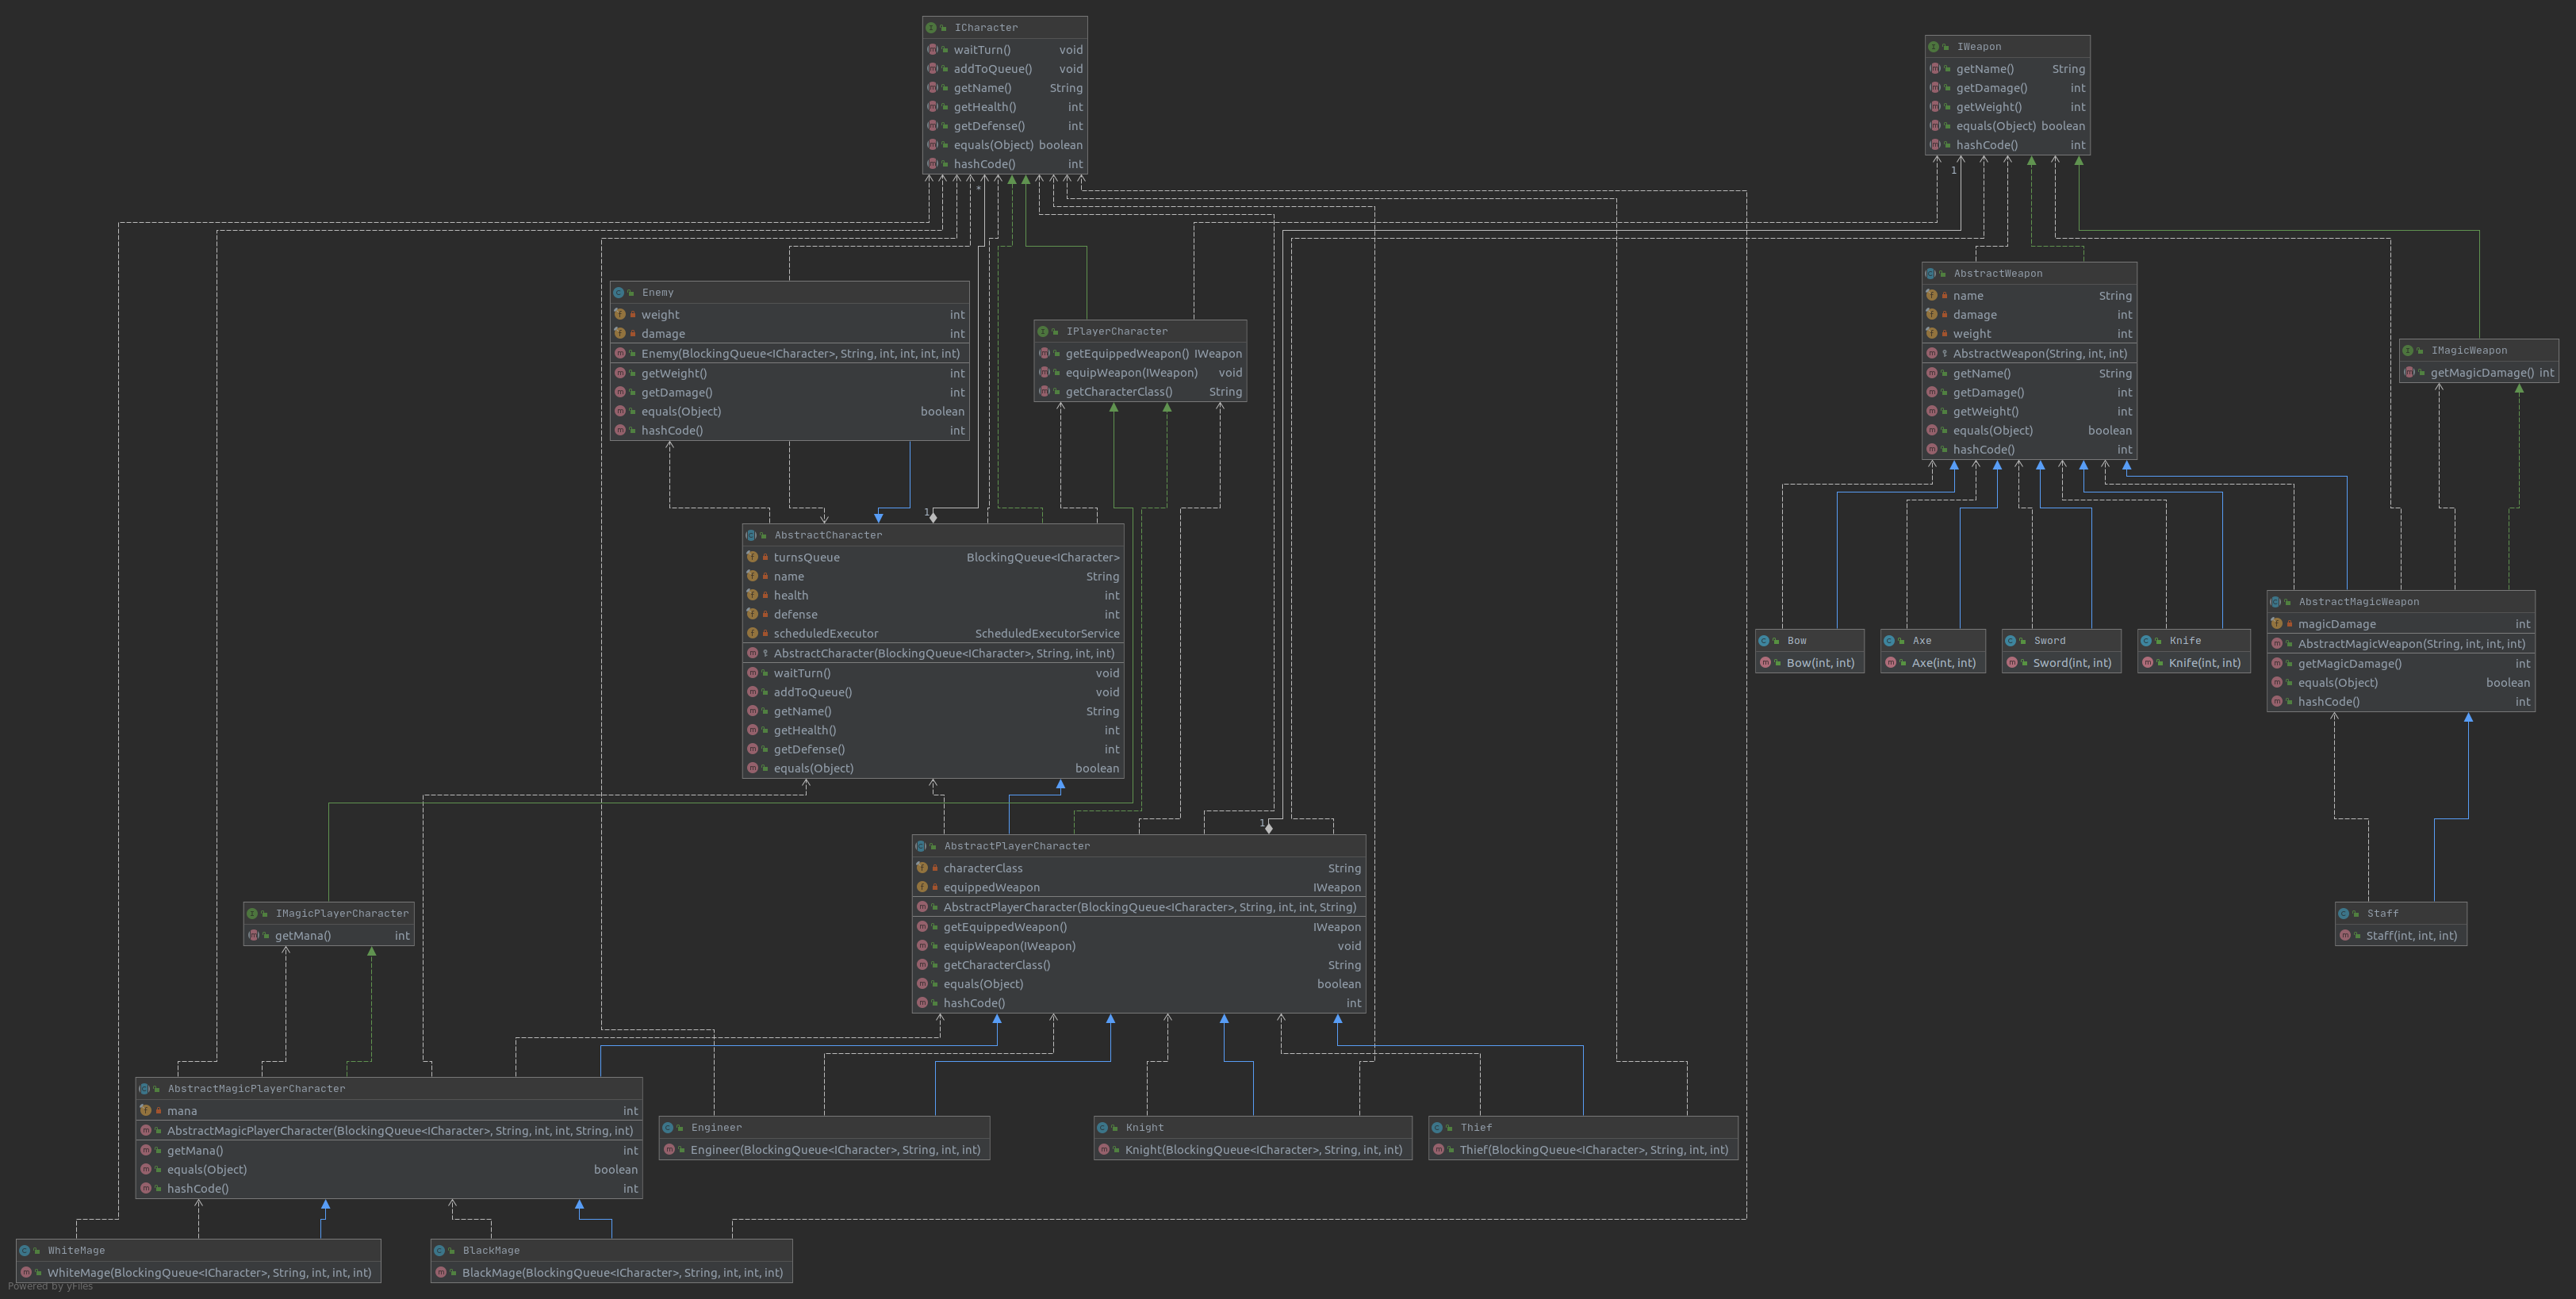 ICharacter
waitTurn() void
addToQueue() void
getName() String
getHealth() int
getDefense() int
equals(Object) boolean
hashCode() int
*
IWeapon
getName() String
getDamage() int
getWeight() int
equals(Object) boolean
hashCode() int
1
Enemy
weight int
damage int
Enemy(BlockingQueue<ICharacter>, String, int, int, int, int)
getWeight() int
getDamage() int
equals(Object) boolean
hashCode() int
IPlayerCharacter
getEquippedWeapon() IWeapon
equipWeapon(IWeapon) void
getCharacterClass() String
AbstractWeapon
name String
damage int
weight int
AbstractWeapon(String, int, int)
getName() String
getDamage() int
getWeight() int
equals(Object) boolean
hashCode() int
IMagicWeapon
getMagicDamage() int
1
AbstractCharacter
turnsQueue BlockingQueue<ICharacter>
name String
health int
defense int
scheduledExecutor ScheduledExecutorService
AbstractCharacter(BlockingQueue<ICharacter>, String, int, int)
waitTurn() void
addToQueue() void
getName() String
getHealth() int
getDefense() int
equals(Object) boolean
Bow
Bow(int, int)
Axe
Axe(int, int)
Sword
Sword(int, int)
Knife
Knife(int, int)
AbstractMagicWeapon
magicDamage int
AbstractMagicWeapon(String, int, int, int)
getMagicDamage() int
equals(Object) boolean
hashCode() int
1
AbstractPlayerCharacter
characterClass String
equippedWeapon IWeapon
AbstractPlayerCharacter(BlockingQueue<ICharacter>, String, int, int, String)
getEquippedWeapon() IWeapon
equipWeapon(IWeapon) void
getCharacterClass() String
equals(Object) boolean
hashCode() int
IMagicPlayerCharacter
getMana() int
Staff
Staff(int, int, int)
AbstractMagicPlayerCharacter
mana int
AbstractMagicPlayerCharacter(BlockingQueue<ICharacter>, String, int, int, String, int)
getMana() int
equals(Object) boolean
hashCode() int
Engineer
Engineer(BlockingQueue<ICharacter>, String, int, int)
Knight
Knight(BlockingQueue<ICharacter>, String, int, int)
Thief
Thief(BlockingQueue<ICharacter>, String, int, int)
WhiteMage
WhiteMage(BlockingQueue<ICharacter>, String, int, int, int)
BlackMage
BlackMage(BlockingQueue<ICharacter>, String, int, int, int)
Powered by yFiles